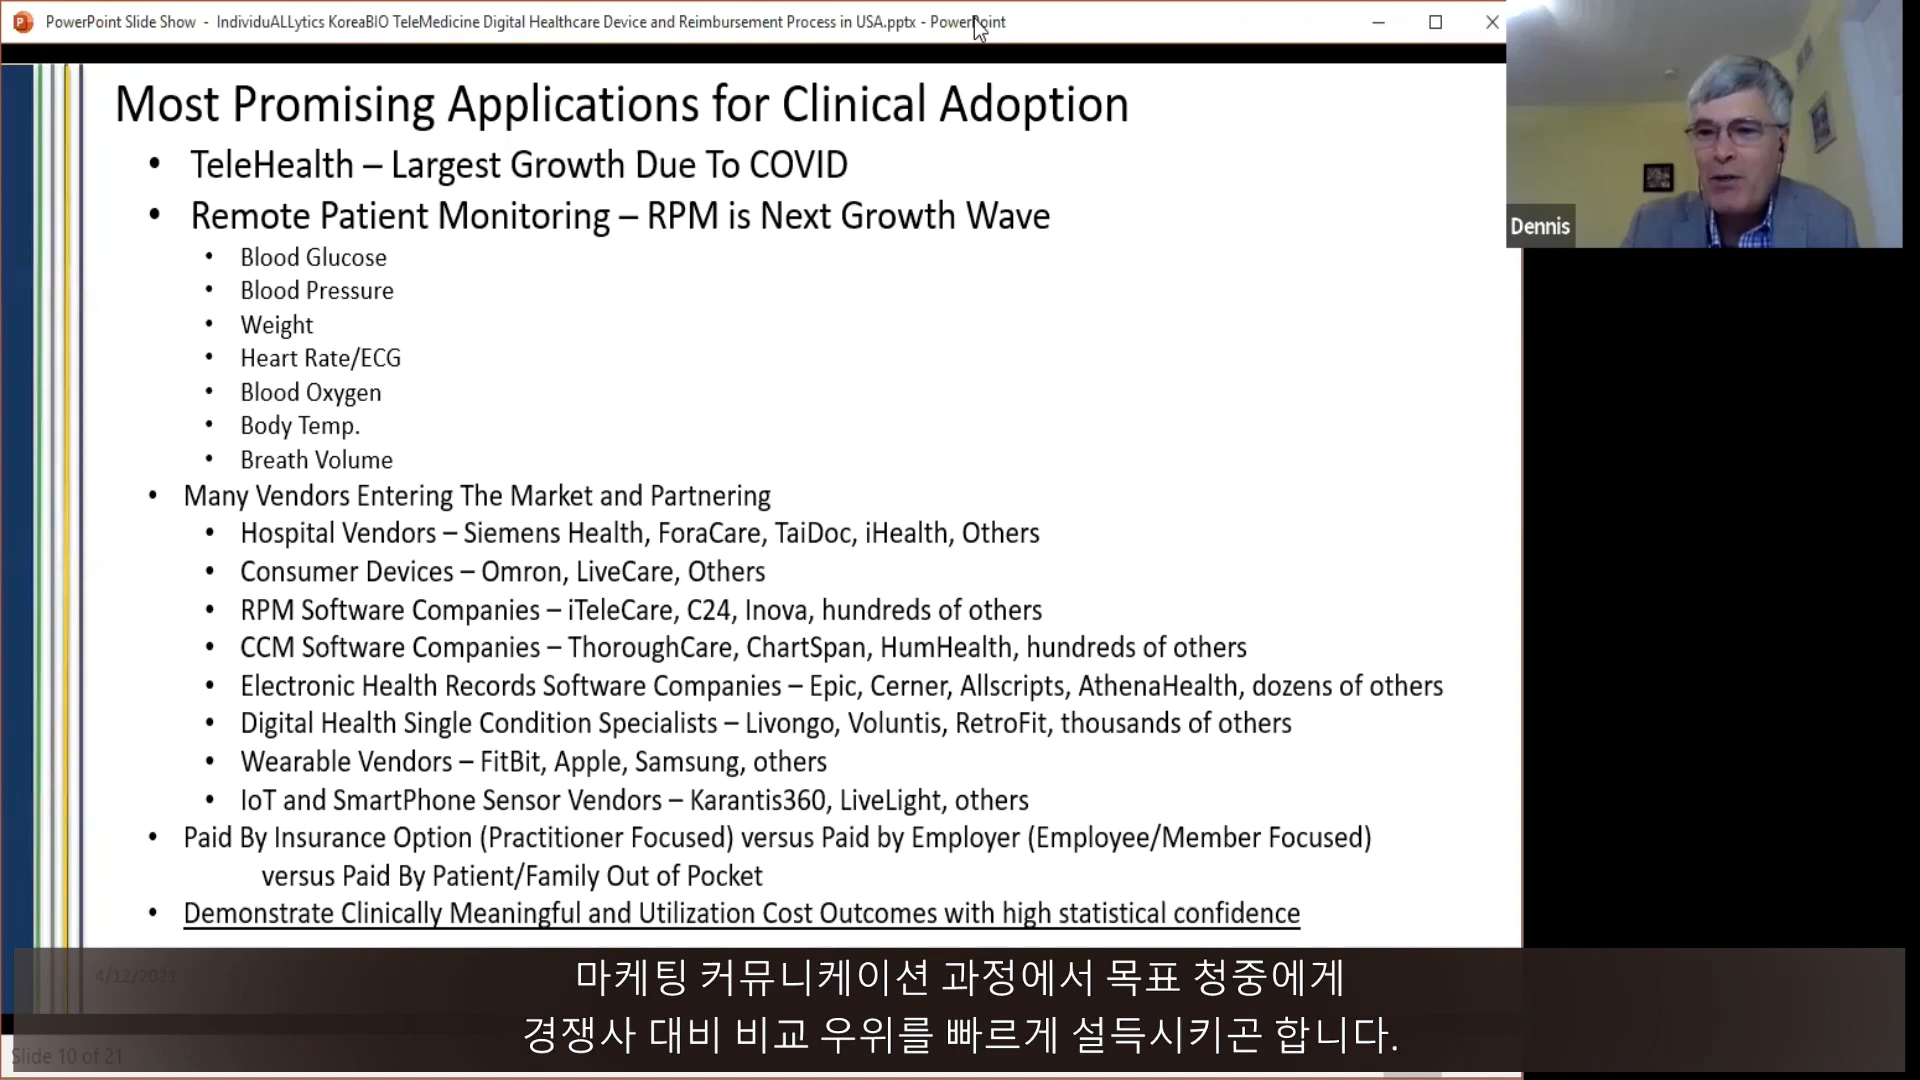 PowerPoint Slide Show - IndividuALLytics KoreaBIO TeleMedicine Digital Healthcare Device and Reimbursement Process in USA.pptx - PowerPoint
Most Promising Applications for Clinical Adoption
• TeleHealth – Largest Growth Due To COVID
• Remote Patient Monitoring – RPM is Next Growth Wave
• Blood Glucose
• Blood Pressure
• Weight
• Heart Rate/ECG
• Blood Oxygen
• Body Temp.
• Breath Volume
• Many Vendors Entering The Market and Partnering
• Hospital Vendors – Siemens Health, ForaCare, TaiDoc, iHealth, Others
• Consumer Devices – Omron, LiveCare, Others
• RPM Software Companies – iTeleCare, C24, Inova, hundreds of others
• CCM Software Companies – ThoroughCare, ChartSpan, HumHealth, hundreds of others
• Electronic Health Records Software Companies – Epic, Cerner, Allscripts, AthenaHealth, dozens of others
• Digital Health Single Condition Specialists – Livongo, Voluntis, RetroFit, thousands of others
• Wearable Vendors – FitBit, Apple, Samsung, others
• IoT and SmartPhone Sensor Vendors – Karantis360, LiveLight, others
• Paid By Insurance Option (Practitioner Focused) versus Paid by Employer (Employee/Member Focused)
versus Paid By Patient/Family Out of Pocket
• Demonstrate Clinically Meaningful and Utilization Cost Outcomes with high statistical confidence
Dennis
4/12/2021
마케팅 커뮤니케이션 과정에서 목표 청중에게
경쟁사 대비 비교 우위를 빠르게 설득시키곤 합니다.
Slide 10 of 21